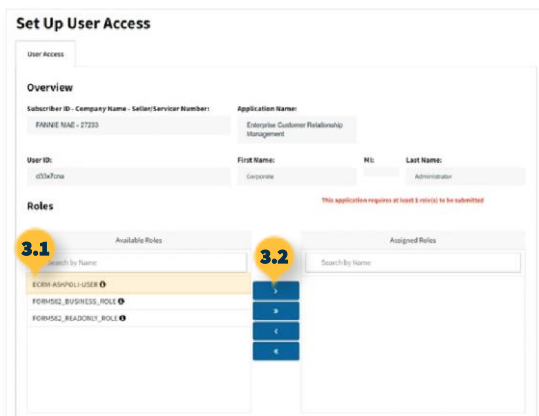 Set Up User Access
User Access
Overview
Subscriber ID - Company Name - Seller/Servicer Number:
Application Name:
FANNIE MAE - 27233
Enterprise Customer Relationship
Management
User ID:
First Name:
MI:
Last Name:
Corporate
Administrator
Roles
This application requires at least 1 role(s) to be submitted
3.1
Available Roles
3.2
Assigned Roles
Search by Name
Search by Name
ECRM-ASKPOLI-USER
FORM582_BUSINESS_ROLE
FORM582_READONLY_ROLE
>
»
<
«